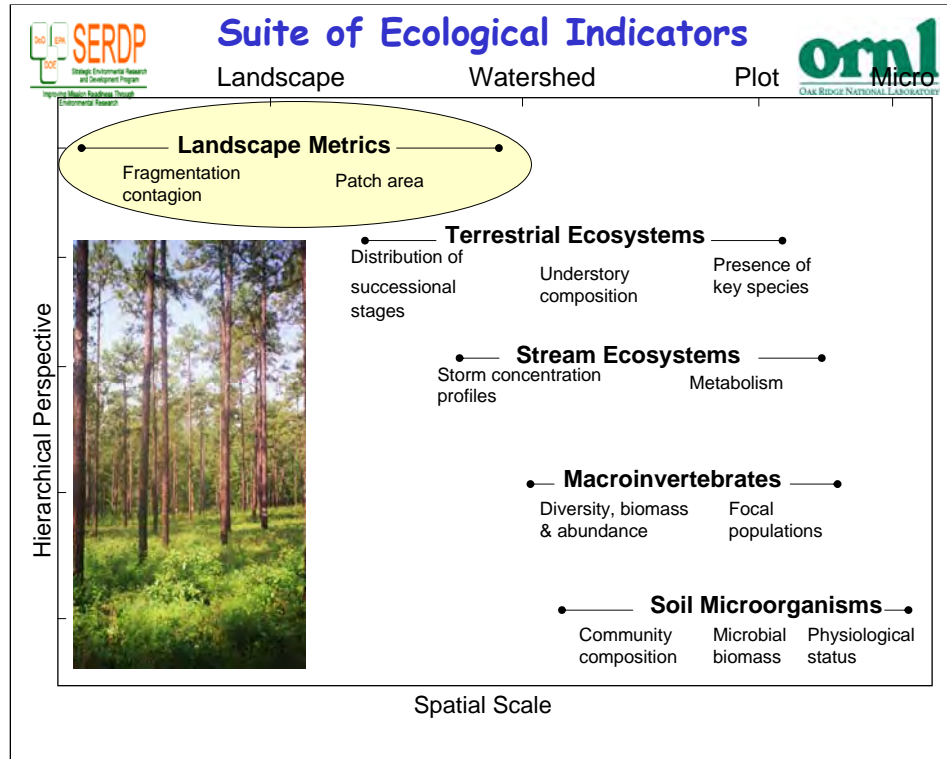 Suite of Ecological Indicators
DoD
EPA
DOE
SERDP
Strategic Environmental Research
and Development Program
Improving Mission Readiness Through
Environmental Research
ornl
OAK RIDGE NATIONAL LABORATORY
Landscape
Watershed
Plot
Micro
Landscape Metrics
Fragmentation
contagion
Patch area
Terrestrial Ecosystems
Distribution of
successional
stages
Understory
composition
Presence of
key species
Stream Ecosystems
Storm concentration
profiles
Metabolism
Macroinvertebrates
Diversity, biomass
& abundance
Focal
populations
Soil Microorganisms
Community
composition
Microbial
biomass
Physiological
status
Hierarchical Perspective
Spatial Scale